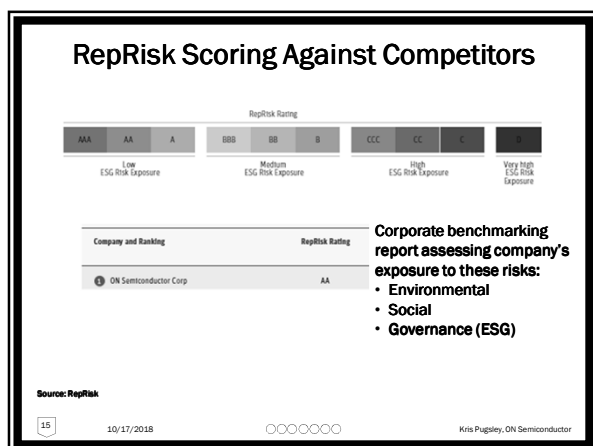 RepRisk Scoring Against Competitors
RepRisk Rating
AAA AA A BBB BB B CCC CC C D
Low
ESG Risk Exposure
Medium
ESG Risk Exposure
High
ESG Risk Exposure
Very high
ESG Risk
Exposure
Company and Ranking RepRisk Rating
1 ON Semiconductor Corp AA
Corporate benchmarking
report assessing company's
exposure to these risks:
• Environmental
• Social
• Governance (ESG)
Source: RepRisk
15 10/17/2018 Kris Pugsley, ON Semiconductor